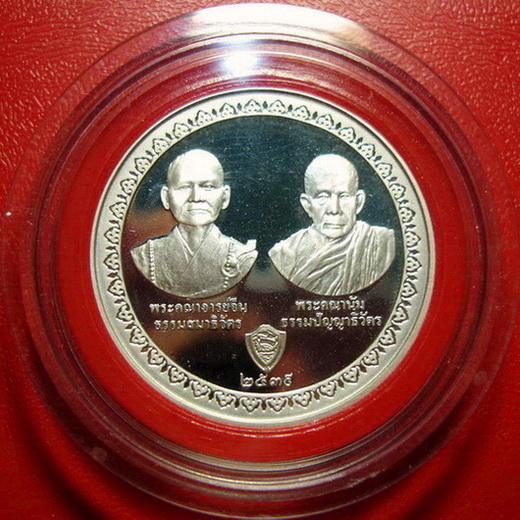 พระคณาจารย์จีน
ธรรมสมาธิวัตร
พระคณานัม
ธรรมปัญญาธิวัตร
๒๕๓๙